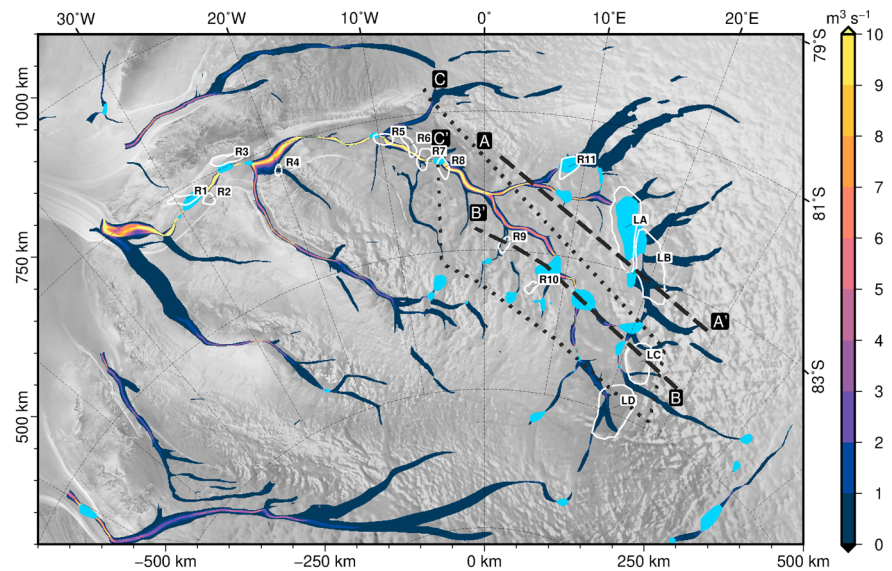 30°W
20°W
10°W
0°
10°E
20°E
m³ s⁻¹
79°S
81°S
83°S
1000 km
750 km
500 km
−500 km
−250 km
0 km
250 km
500 km
10
9
8
7
6
5
4
3
2
1
0
C
C'
A
R5
R6
R7
R8
R3
R4
R11
R1
R2
B'
LA
R9
LB
R10
A'
LC
B
LD